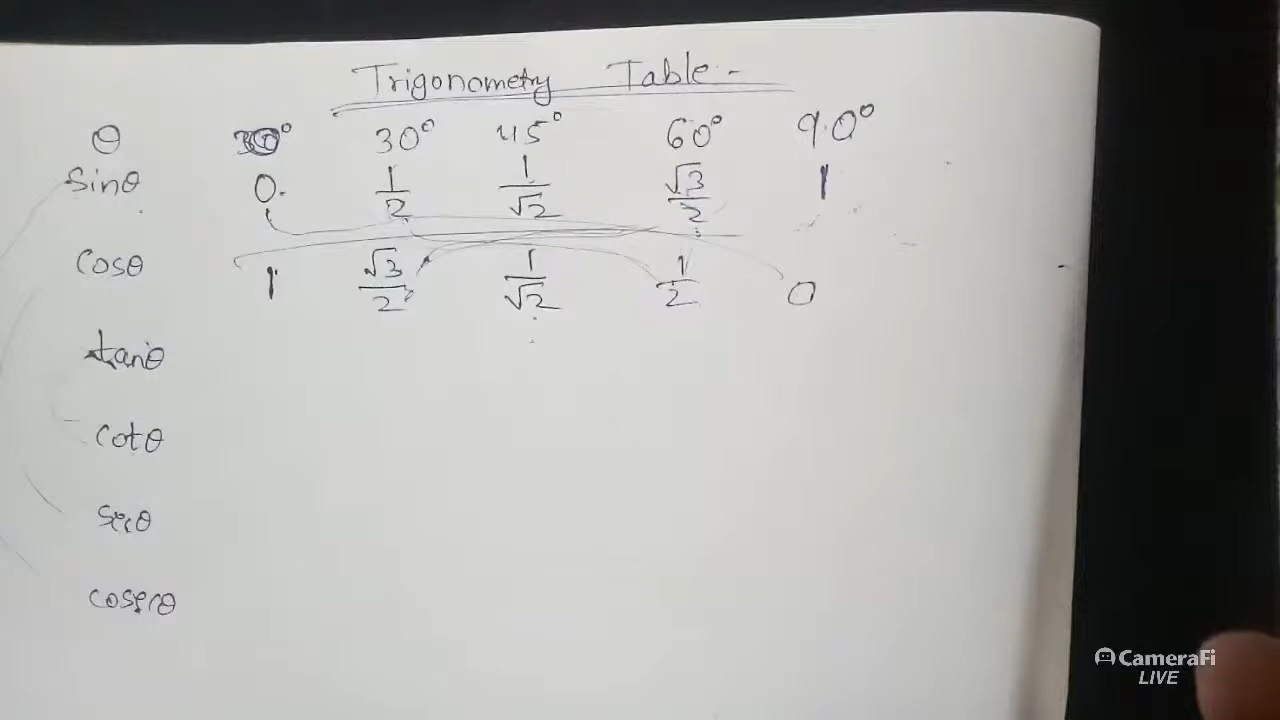 Trigonometry Table -
θ 30° 45° 60° 90°
sinθ 0 1/2 1/√2 √3/2 1
cosθ 1 √3/2 1/√2 1/2 0
tanθ
cotθ
secθ
cosecθ
CameraFi
LIVE